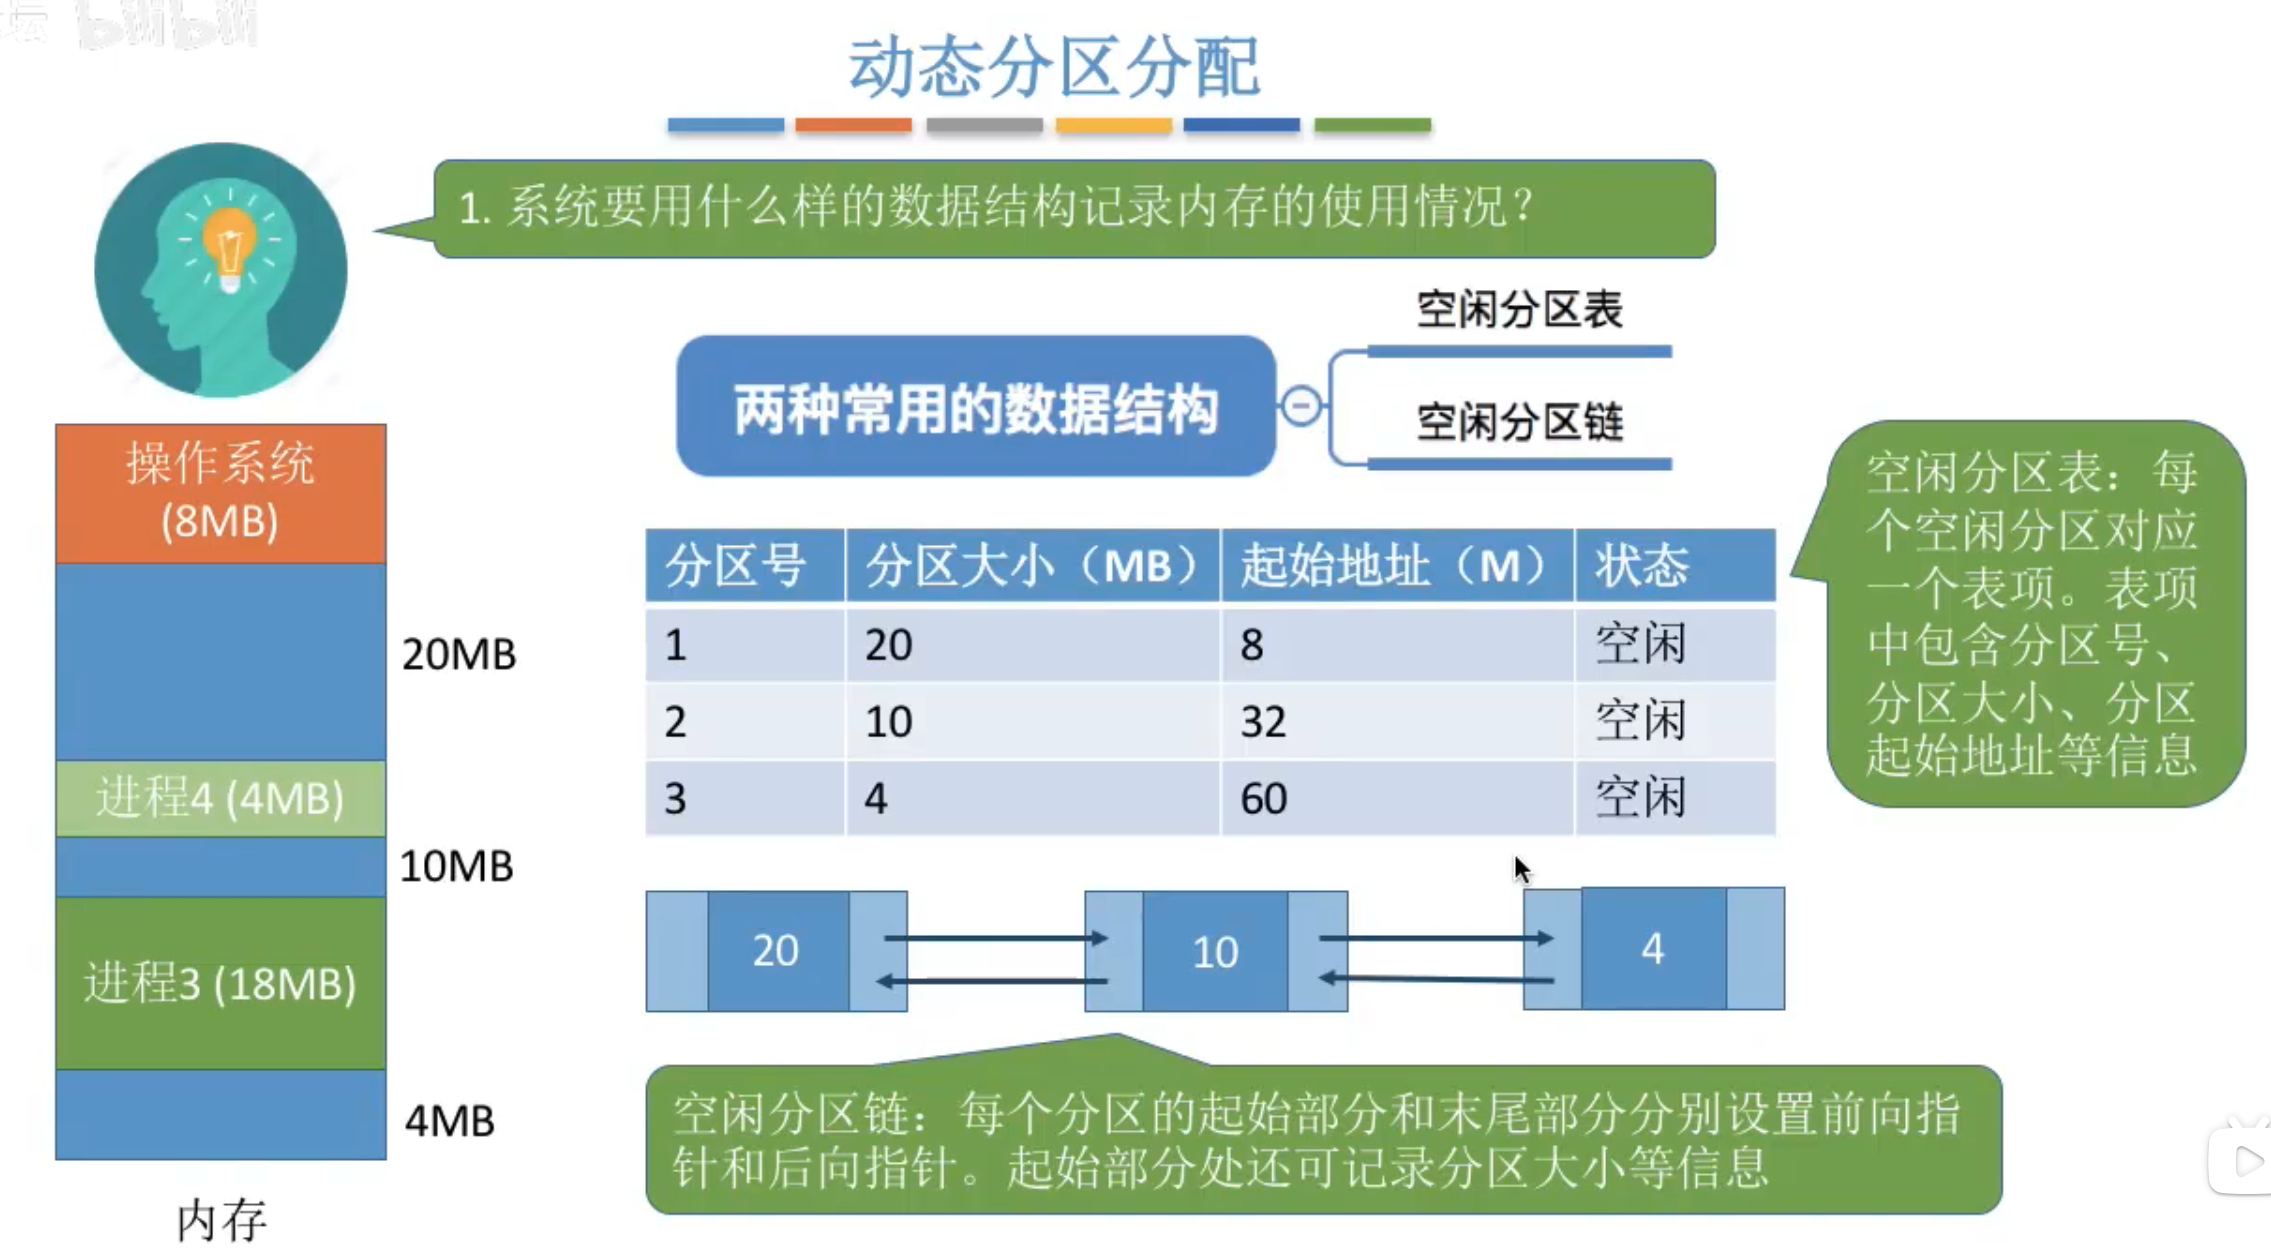 坛 bilibili
动态分区分配
1. 系统要用什么样的数据结构记录内存的使用情况？
两种常用的数据结构
空闲分区表
空闲分区链
操作系统
(8MB)
20MB
进程4 (4MB)
10MB
进程3 (18MB)
4MB
内存
分区号 分区大小（MB） 起始地址（M） 状态
1 20 8 空闲
2 10 32 空闲
3 4 60 空闲
空闲分区表：每
个空闲分区对应
一个表项。表项
中包含分区号、
分区大小、分区
起始地址等信息
20 10 4
空闲分区链：每个分区的起始部分和末尾部分分别设置前向指
针和后向指针。起始部分处还可记录分区大小等信息